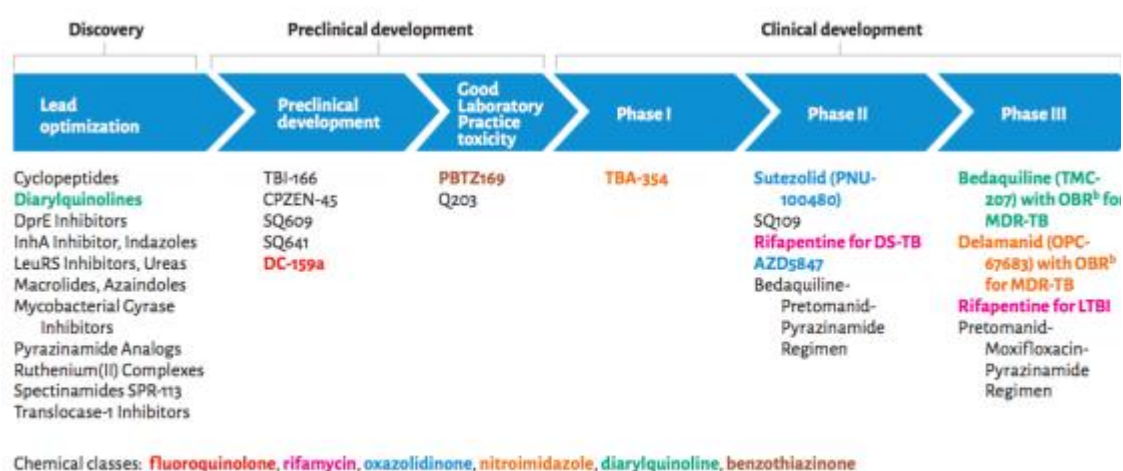 Discovery
Preclinical development
Clinical development
Lead
optimization
Preclinical
development
Good
Laboratory
Practice
toxicity
Phase I
Phase II
Phase III
Cyclopeptides
Diarylquinolines
DprE Inhibitors
InhA Inhibitor, Indazoles
LeuRS Inhibitors, Ureas
Macrolides, Azaindoles
Mycobacterial Gyrase
Inhibitors
Pyrazinamide Analogs
Ruthenium(II) Complexes
Spectinamides SPR-113
Translocase-1 Inhibitors
TBI-166
CPZEN-45
SQ609
SQ641
DC-159a
PBTZ169
Q203
TBA-354
Sutezolid (PNU-
100480)
SQ109
Rifapentine for DS-TB
AZD5847
Bedaquiline-
Pretomanid-
Pyrazinamide
Regimen
Bedaquiline (TMC-
207) with OBRᵇ for
MDR-TB
Delamanid (OPC-
67683) with OBRᵇ
for MDR-TB
Rifapentine for LTBI
Pretomanid-
Moxifloxacin-
Pyrazinamide
Regimen
Chemical classes: fluoroquinolone, rifamycin, oxazolidinone, nitroimidazole, diarylquinoline, benzothiazinone